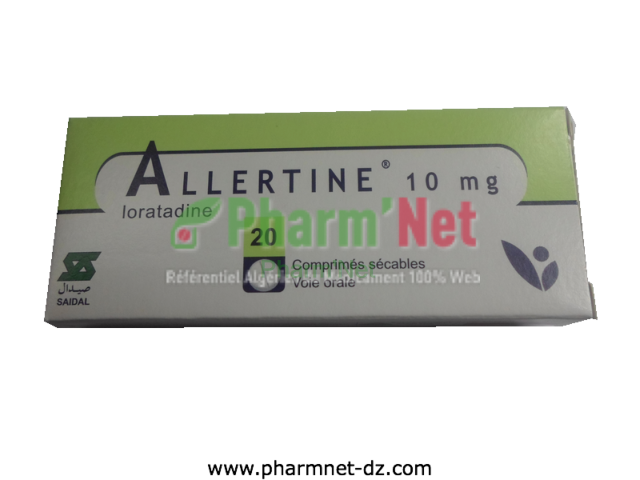 ALLERTINE® 10 mg
loratadine
Pharm'Net
20
Comprimés sécables
Référentiel Algérien du Médicament 100% Web
Voie orale
صيدال
SAIDAL
www.pharmnet-dz.com